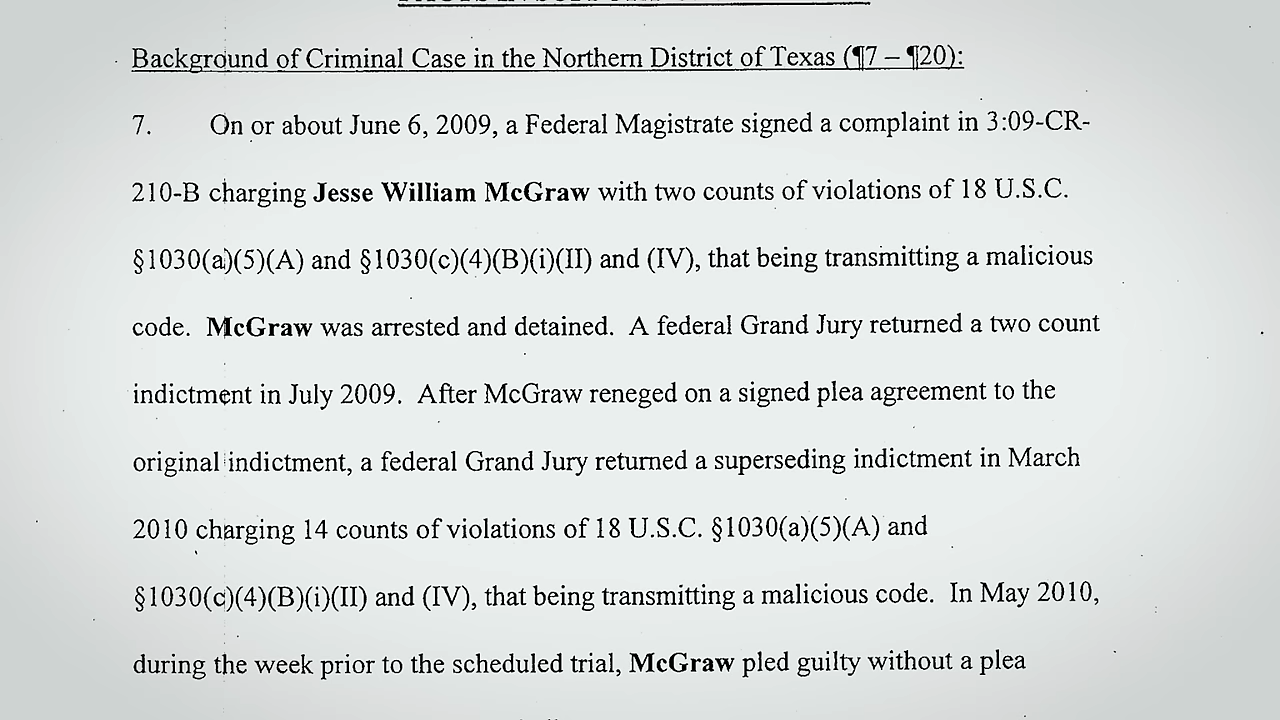 Background of Criminal Case in the Northern District of Texas (¶7 – ¶20):
7. On or about June 6, 2009, a Federal Magistrate signed a complaint in 3:09-CR-
210-B charging Jesse William McGraw with two counts of violations of 18 U.S.C.
§1030(a)(5)(A) and §1030(c)(4)(B)(i)(II) and (IV), that being transmitting a malicious
code. McGraw was arrested and detained. A federal Grand Jury returned a two count
indictment in July 2009. After McGraw reneged on a signed plea agreement to the
original indictment, a federal Grand Jury returned a superseding indictment in March
2010 charging 14 counts of violations of 18 U.S.C. §1030(a)(5)(A) and
§1030(c)(4)(B)(i)(II) and (IV), that being transmitting a malicious code. In May 2010,
during the week prior to the scheduled trial, McGraw pled guilty without a plea